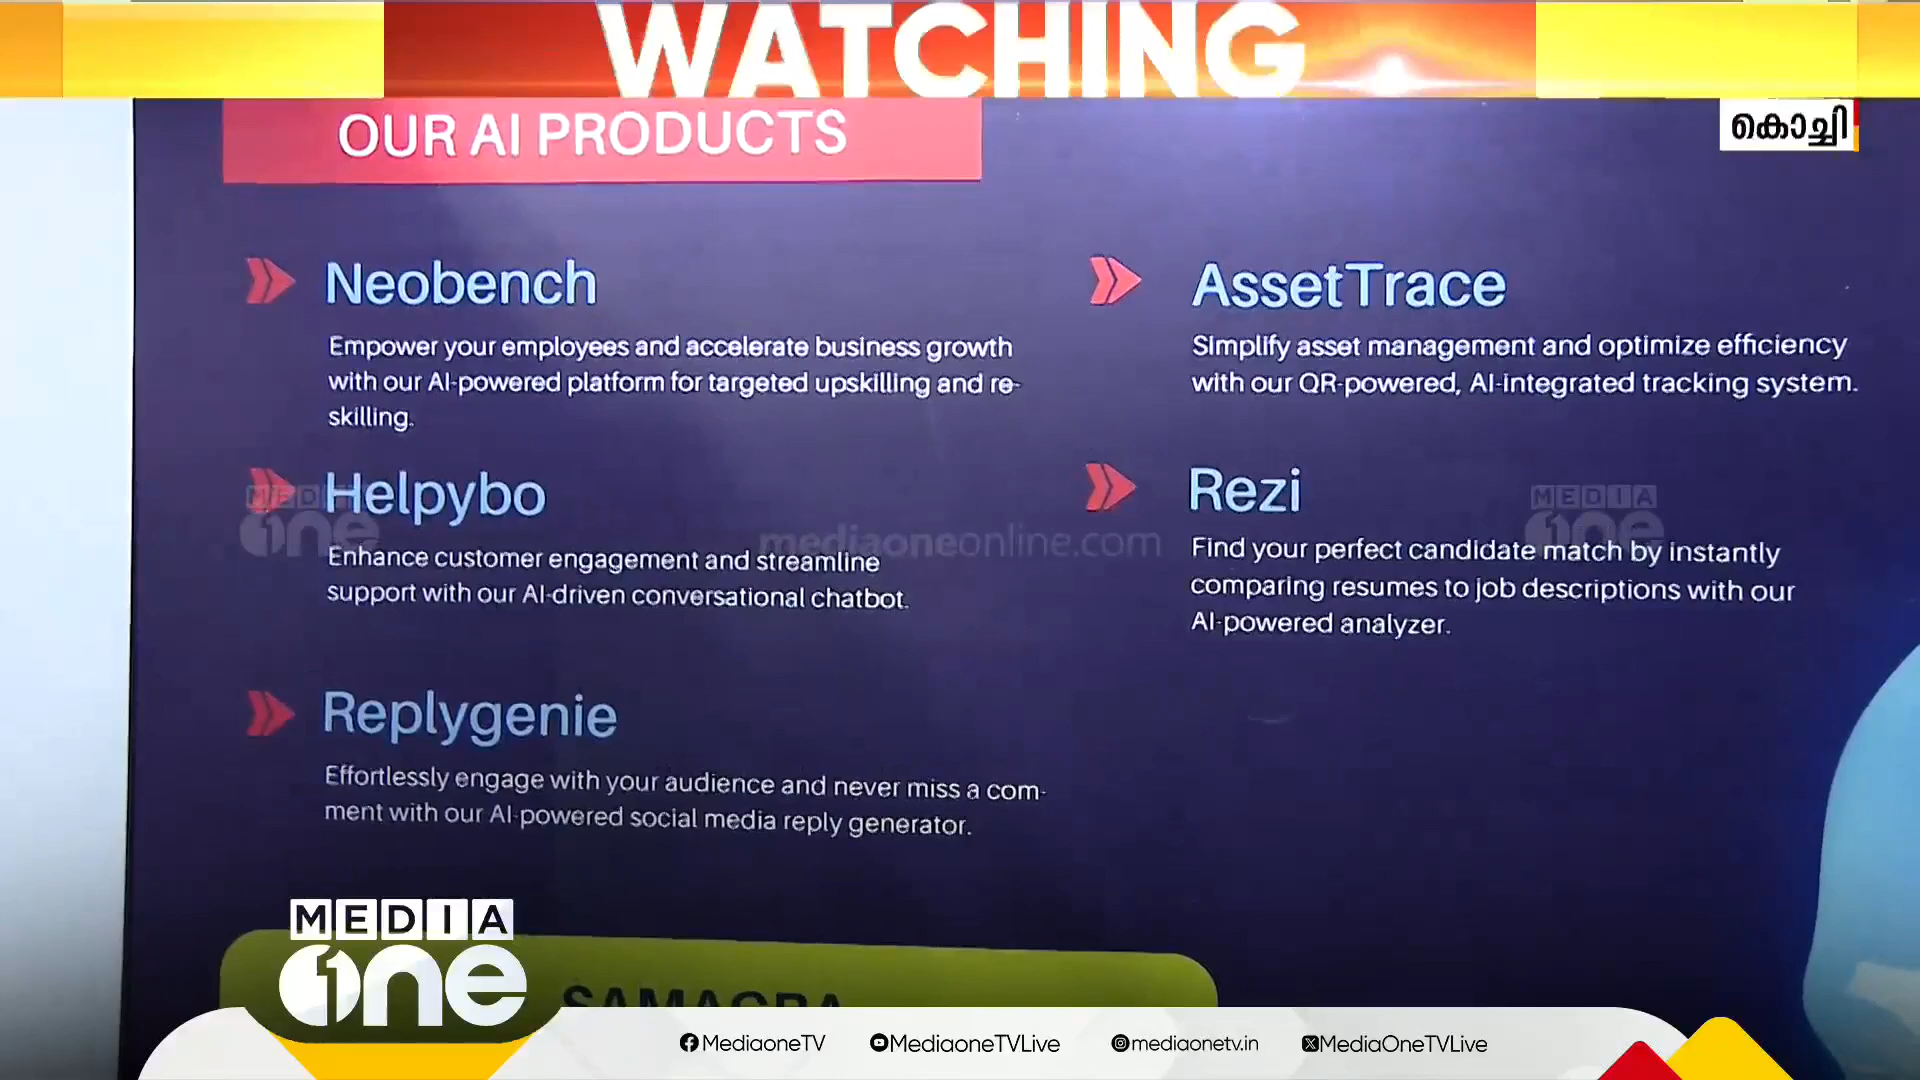 WATCHING
കൊച്ചി
OUR AI PRODUCTS
Neobench
Empower your employees and accelerate business growth
with our AI-powered platform for targeted upskilling and re-
skilling.
Helpybo
Enhance customer engagement and streamline
support with our AI-driven conversational chatbot.
Replygenie
Effortlessly engage with your audience and never miss a com-
ment with our AI-powered social media reply generator.
AssetTrace
Simplify asset management and optimize efficiency
with our QR-powered, AI-integrated tracking system.
Rezi
Find your perfect candidate match by instantly
comparing resumes to job descriptions with our
AI-powered analyzer.
MEDIA
one
mediaoneonline.com
MEDIA
one
SAMAGRA
MEDIA
one
MediaoneTV
MediaoneTVLive
mediaonetv.in
MediaOneTVLive